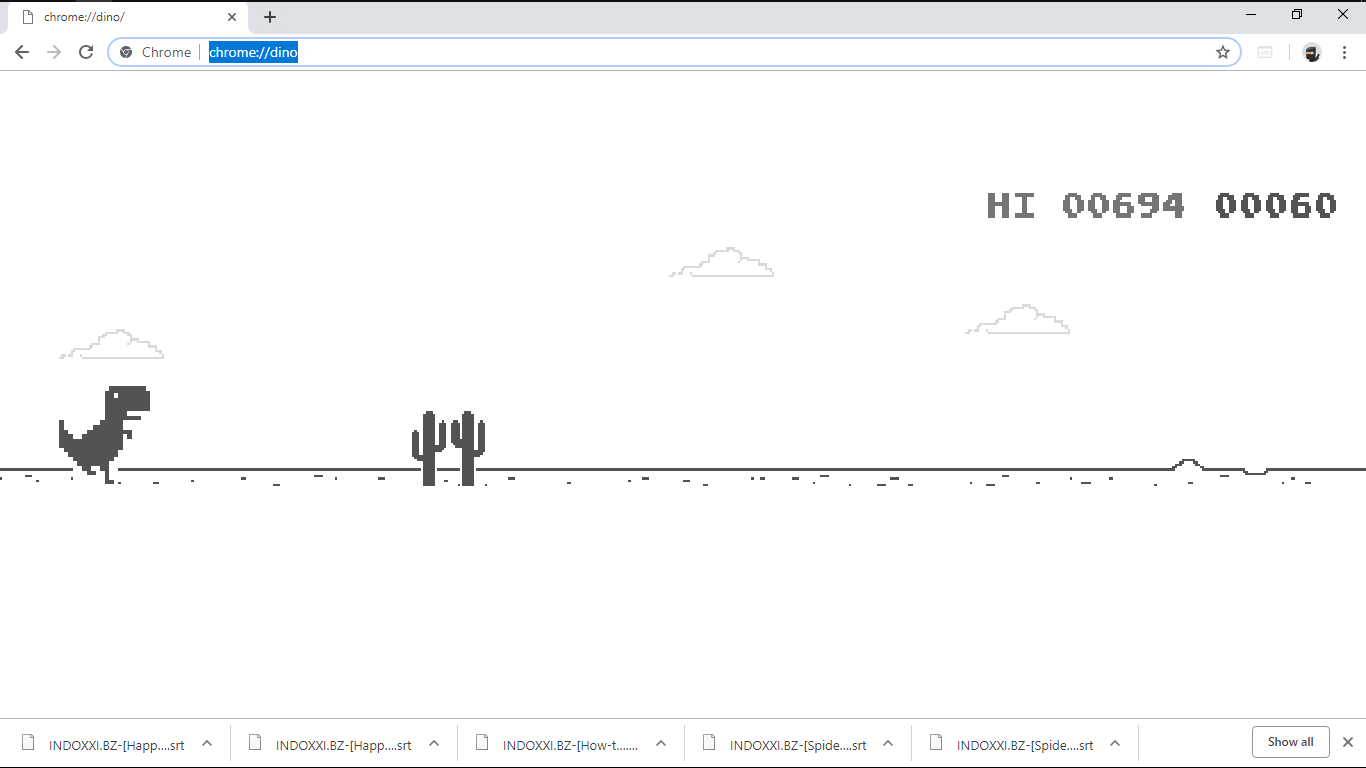 chrome://dino/
Chrome chrome://dino
HI 00694 00060
INDOXXI.BZ-[Happ....srt
INDOXXI.BZ-[Happ....srt
INDOXXI.BZ-[How-t.......
INDOXXI.BZ-[Spide....srt
INDOXXI.BZ-[Spide....srt
Show all